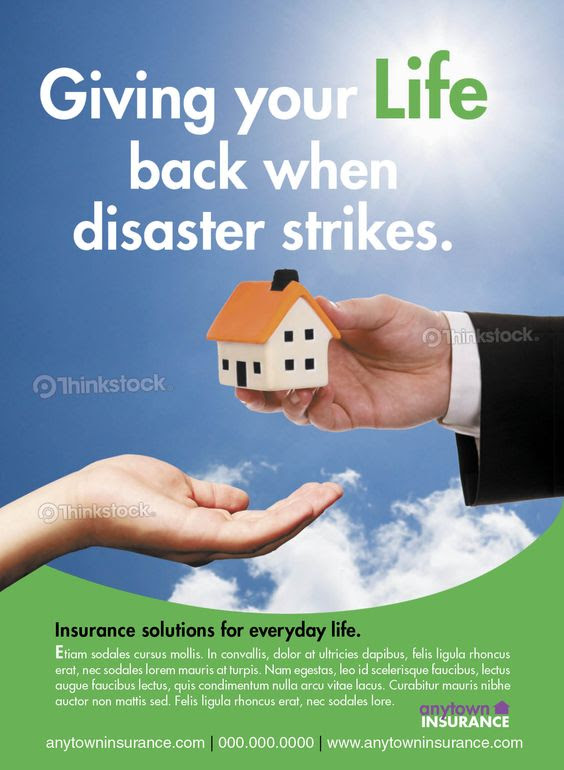 Giving your Life
back when
disaster strikes.
Thinkstock
Thinkstock
Thinkstock
Insurance solutions for everyday life.
Etiam sodales cursus mollis. In convallis, dolor at ultricies dapibus, felis ligula rhoncus
erat, nec sodales lorem mauris at turpis. Nam egestas, leo id scelerisque faucibus, lectus
augue faucibus lectus, quis condimentum nulla arcu vitae lacus. Curabitur mauris nibhe
auctor non mattis sed. Felis ligula rhoncus erat, nec sodales lore.
anytown
INSURANCE
anytowninsurance.com | 000.000.0000 | www.anytowninsurance.com